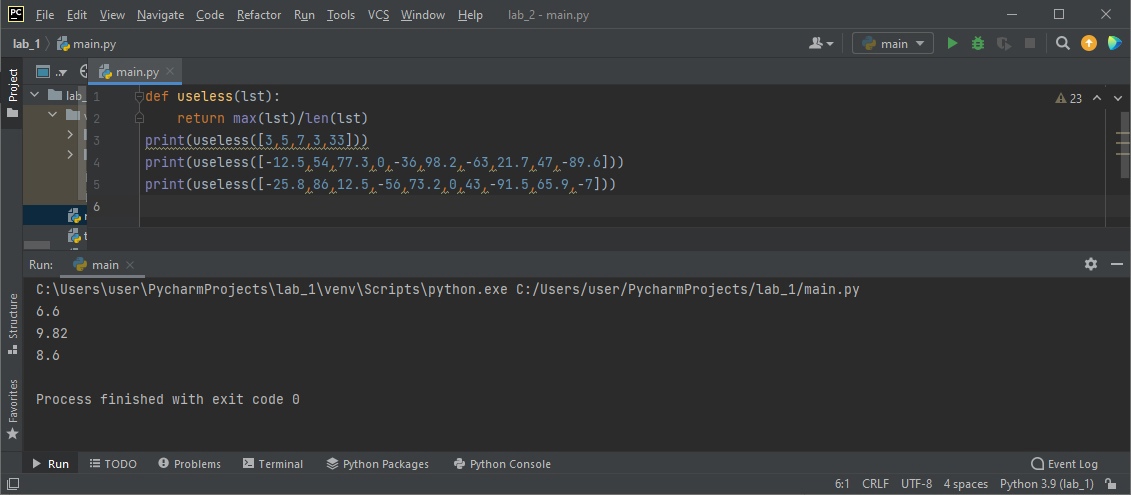 PC File Edit View Navigate Code Refactor Run Tools VCS Window Help lab_2 - main.py
lab_1 main.py main
Project .. main.py
lab_
1 def useless(lst): 23
2 return max(lst)/len(lst)
3 print(useless([3,5,7,3,33]))
4 print(useless([-12.5,54,77.3,0,-36,98.2,-63,21.7,47,-89.6]))
5 print(useless([-25.8,86,12.5,-56,73.2,0,43,-91.5,65.9,-7]))
6
Run: main
C:\Users\user\PycharmProjects\lab_1\venv\Scripts\python.exe C:/Users/user/PycharmProjects/lab_1/main.py
6.6
9.82
8.6
Process finished with exit code 0
Structure
Favorites
Run TODO Problems Terminal Python Packages Python Console Event Log
6:1 CRLF UTF-8 4 spaces Python 3.9 (lab_1)